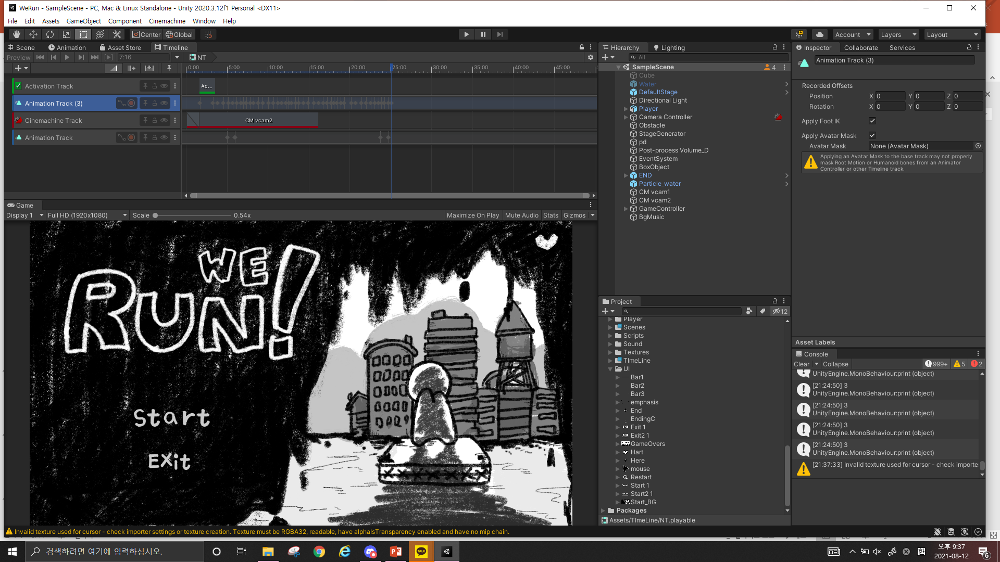 WeRun - SampleScene - PC, Mac & Linux Standalone - Unity 2020.3.12f1 Personal <DX11>
File Edit Assets GameObject Component Cinemachine Window Help
Center Global Account Layers Layout
Scene Animation Asset Store Timeline
Preview 7:16 NT
0:00 5:00 10:00 15:00 20:00 25:00 30:00 35:00 40:00 45:00
Activation Track Ac...
Animation Track (3)
Cinemachine Track CM vcam2
Animation Track
Game
Display 1 Full HD (1920x1080) Scale 0.54x Maximize On Play Mute Audio Stats Gizmos
WE
RUN!
Start
EXit
Hierarchy Lighting
All
SampleScene 4
Cube
Water
DefaultStage
Directional Light
Player
Camera Controller
Obstacle
StageGenerator
pd
Post-process Volume_D
EventSystem
BoxObject
END
Particle_water
CM vcam1
CM vcam2
GameController
BgMusic
Project
12
Player
Scenes
Scripts
Sound
Textures
TImeLine
UI
Bar1
Bar2
Bar3
emphasis
End
EndingC
Exit 1
Exit2 1
GameOvers
Hart
Here
mouse
Restart
Start 1
Start2 1
Start_BG
Packages
Assets/TImeLine/NT.playable
Inspector Collaborate Services
Animation Track (3)
Recorded Offsets
Position X 0 Y 0 Z 0
Rotation X 0 Y 0 Z 0
Apply Foot IK
Apply Avatar Mask
Avatar Mask None (Avatar Mask)
Applying an Avatar Mask to the base track may not properly
mask Root Motion or Humanoid bones from an Animator
Controller or other Timeline track.
Asset Labels
Console
Clear Collapse 999+ 5 2
UnityEngine.MonoBehaviour:print (object)
[21:24:50] 3
UnityEngine.MonoBehaviour:print (object)
[21:24:50] 3
UnityEngine.MonoBehaviour:print (object)
[21:24:50] 3
UnityEngine.MonoBehaviour:print (object)
[21:24:50] 3
UnityEngine.MonoBehaviour:print (object)
[21:37:33] Invalid texture used for cursor - check importe
Invalid texture used for cursor - check importer settings or texture creation. Texture must be RGBA32, readable, have alphaIsTransparency enabled and have no mip chain.
검색하려면 여기에 입력하십시오.
TALK
오후 9:37
2021-08-12
6